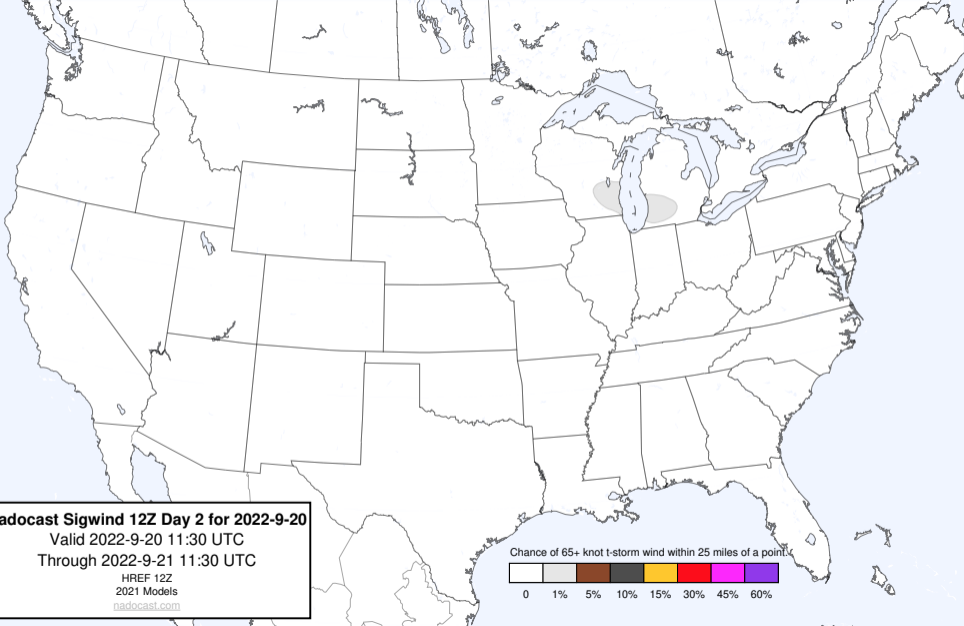 adocast Sigwind 12Z Day 2 for 2022-9-20
Valid 2022-9-20 11:30 UTC
Through 2022-9-21 11:30 UTC
HREF 12Z
2021 Models
nadocast.com
Chance of 65+ knot t-storm wind within 25 miles of a point.
0 1% 5% 10% 15% 30% 45% 60%